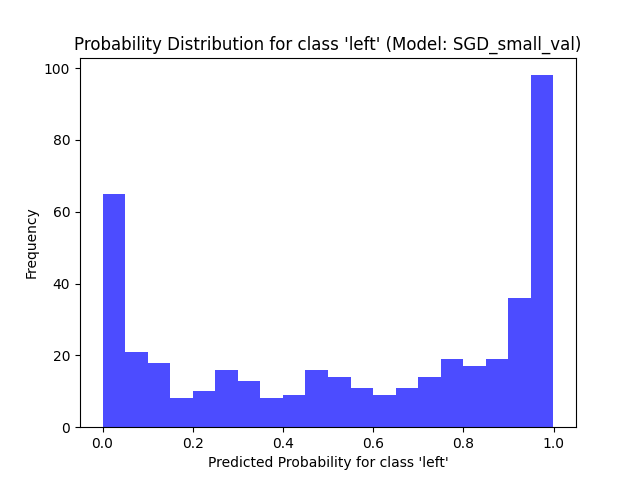 Probability Distribution for class 'left' (Model: SGD_small_val)
100
80
60
40
20
0
Frequency
0.0 0.2 0.4 0.6 0.8 1.0
Predicted Probability for class 'left'